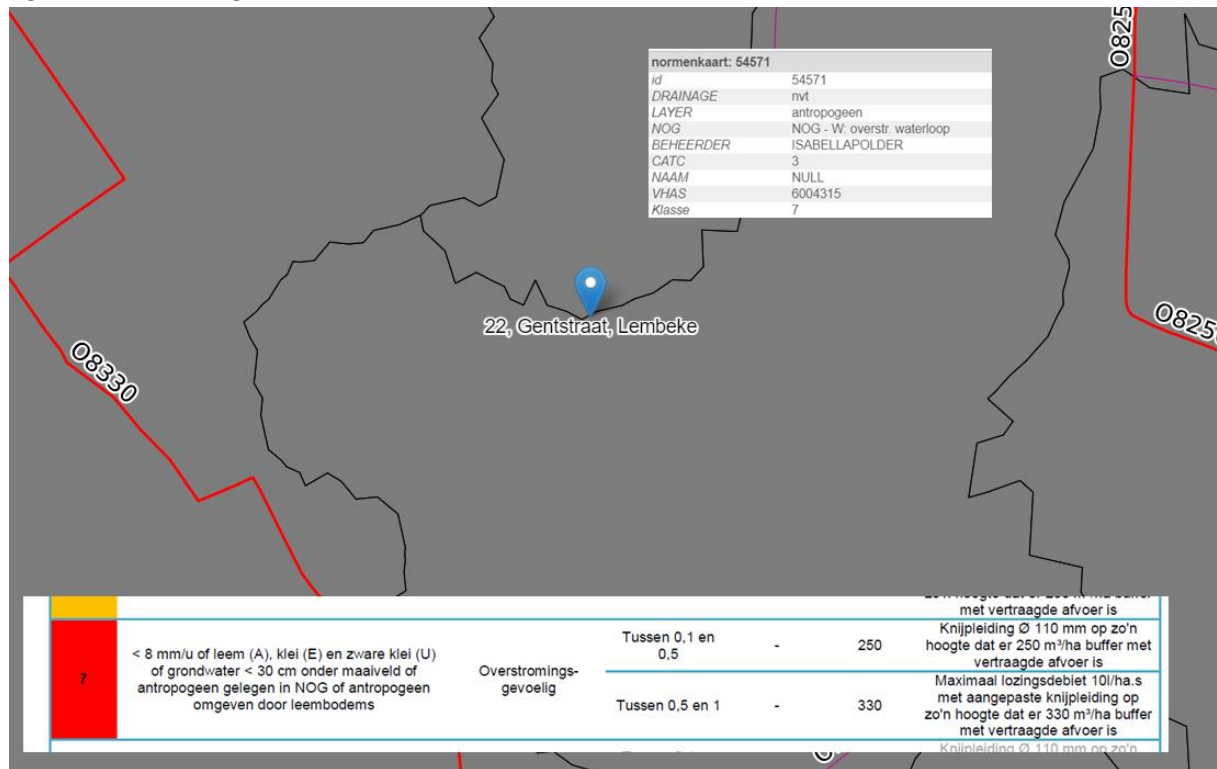 O825
normenkaart: 54571
id 54571
DRAINAGE nvt
LAYER antropogeen
NOG NOG - W: overstr. waterloop
BEHEERDER ISABELLAPOLDER
CATC 3
NAAM NULL
VHAS 6004315
Klasse 7
22, Gentstraat, Lembeke
O825
O8330
met vertraagde afvoer is
7
< 8 mm/u of leem (A), klei (E) en zware klei (U)
of grondwater < 30 cm onder maaiveld of
antropogeen gelegen in NOG of antropogeen
omgeven door leembodems
Overstromings-
gevoelig
Tussen 0,1 en
0,5
-
250
Knijpleiding Ø 110 mm op zo'n
hoogte dat er 250 m³/ha buffer met
vertraagde afvoer is
Tussen 0,5 en 1
-
330
Maximaal lozingsdebiet 10l/ha.s
met aangepaste knijpleiding op
zo'n hoogte dat er 330 m³/ha buffer
met vertraagde afvoer is
Knijpleiding Ø 110 mm op zo'n